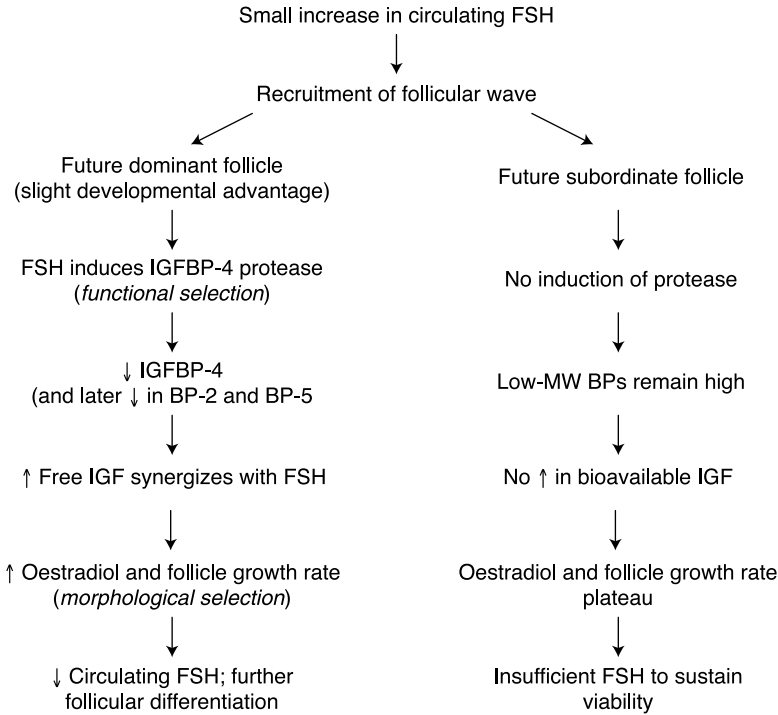 Small increase in circulating FSH
Recruitment of follicular wave
Future dominant follicle
(slight developmental advantage)
FSH induces IGFBP-4 protease
(functional selection)
↓ IGFBP-4
(and later ↓ in BP-2 and BP-5
↑ Free IGF synergizes with FSH
↑ Oestradiol and follicle growth rate
(morphological selection)
↓ Circulating FSH; further
follicular differentiation
Future subordinate follicle
No induction of protease
Low-MW BPs remain high
No ↑ in bioavailable IGF
Oestradiol and follicle growth rate
plateau
Insufficient FSH to sustain
viability